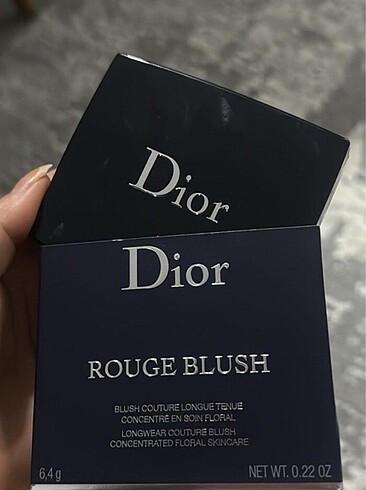 Dior
Dior
ROUGE BLUSH
BLUSH COUTURE LONGUE TENUE
CONCENTRÉ EN SOIN FLORAL
LONGWEAR COUTURE BLUSH
CONCENTRATED FLORAL SKINCARE
6,4 g NET WT. 0.22 OZ